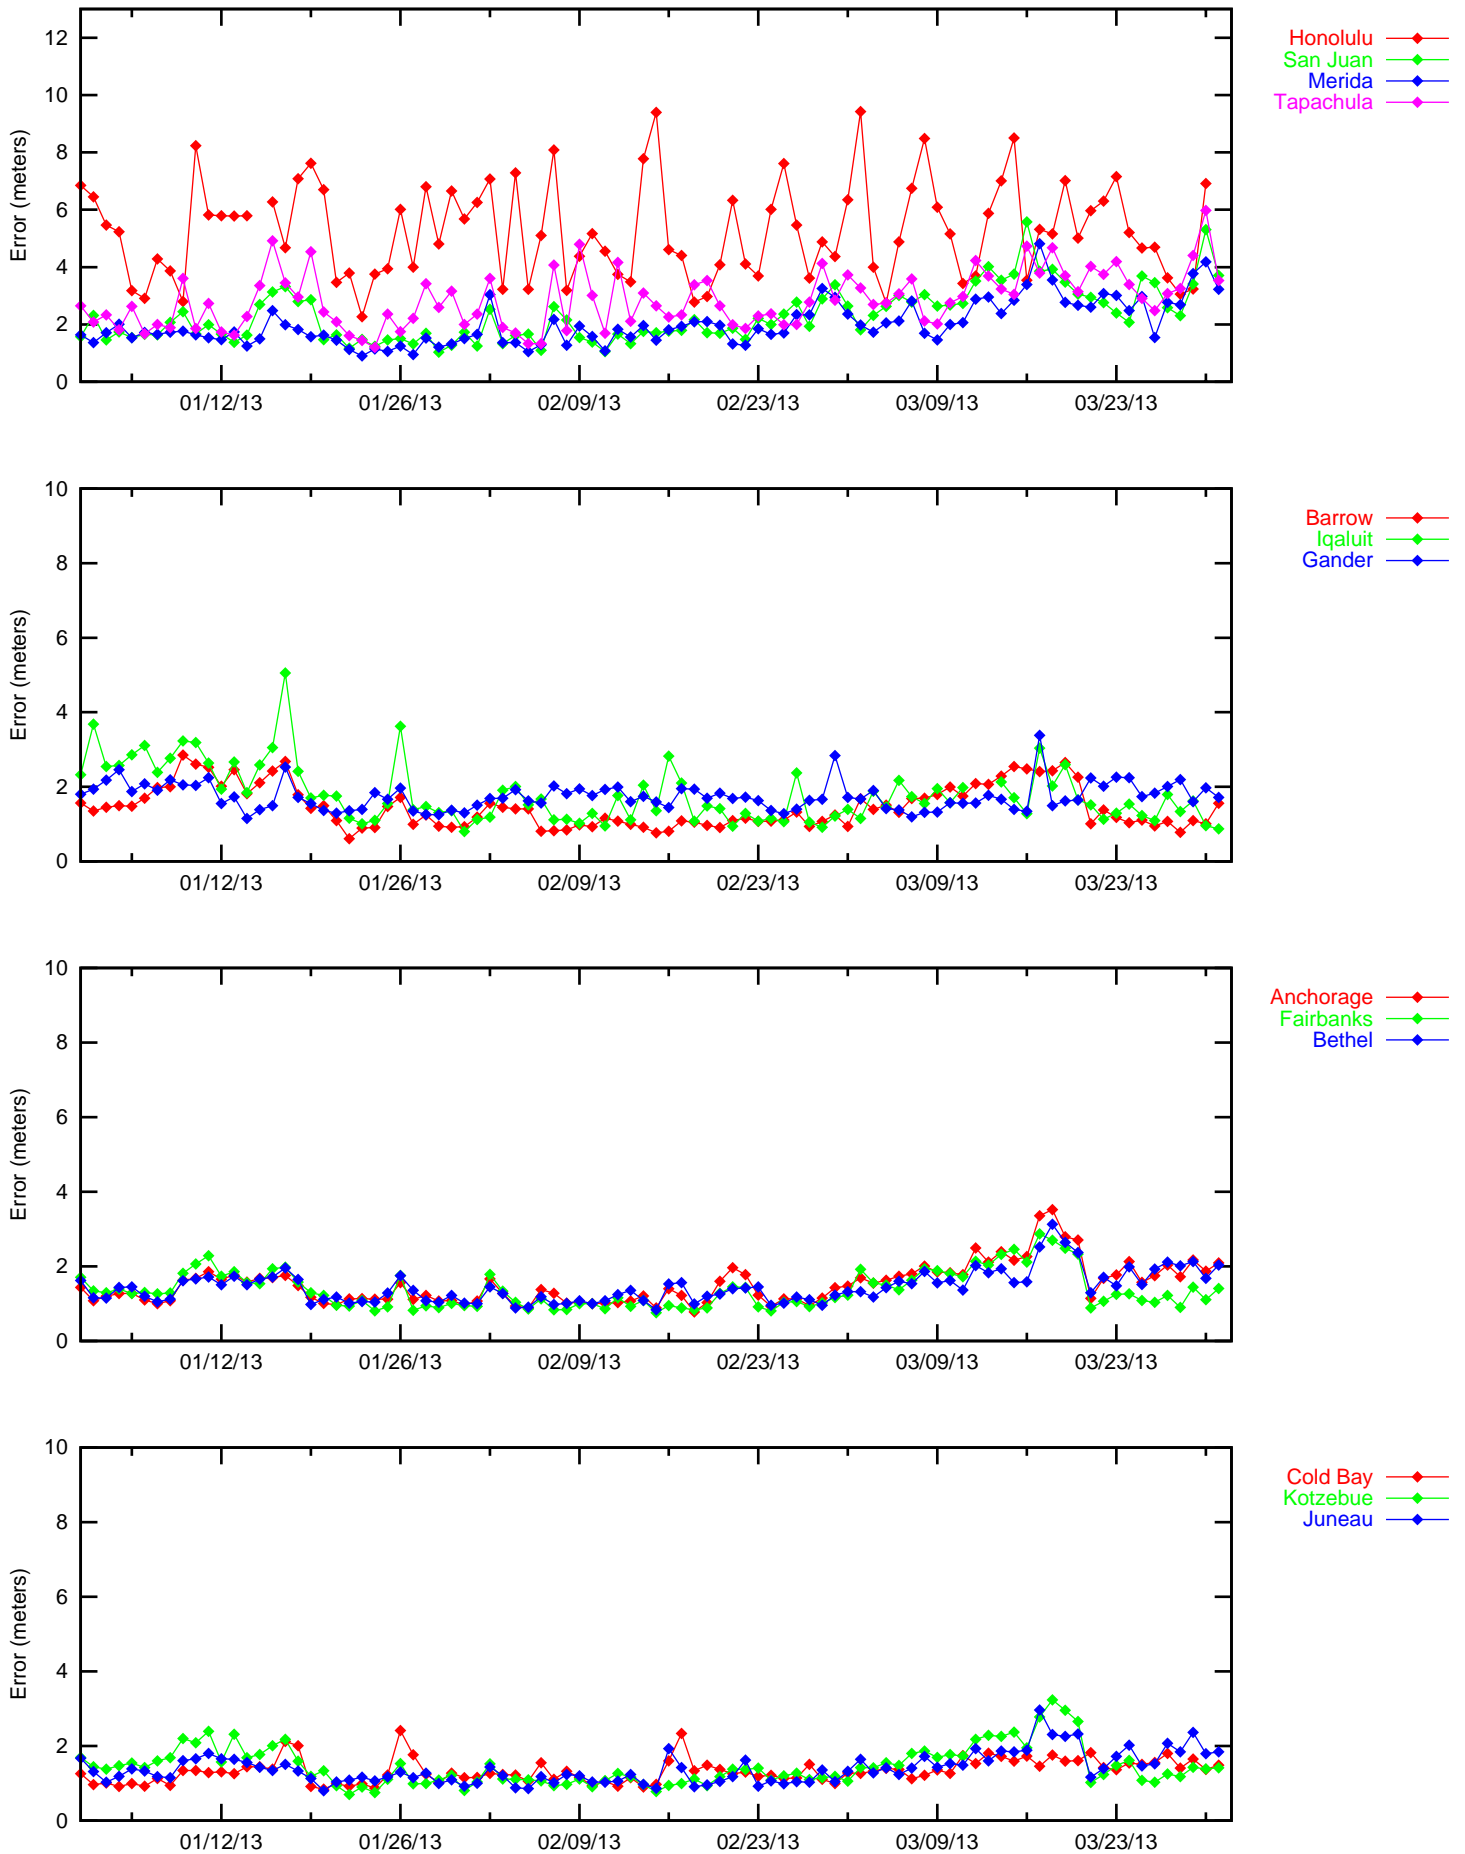 12
10
8
6
4
2
0
Error (meters)
01/12/13 01/26/13 02/09/13 02/23/13 03/09/13 03/23/13
Honolulu
San Juan
Merida
Tapachula
10
8
6
4
2
0
Error (meters)
01/12/13 01/26/13 02/09/13 02/23/13 03/09/13 03/23/13
Barrow
Iqaluit
Gander
10
8
6
4
2
0
Error (meters)
01/12/13 01/26/13 02/09/13 02/23/13 03/09/13 03/23/13
Anchorage
Fairbanks
Bethel
10
8
6
4
2
0
Error (meters)
01/12/13 01/26/13 02/09/13 02/23/13 03/09/13 03/23/13
Cold Bay
Kotzebue
Juneau